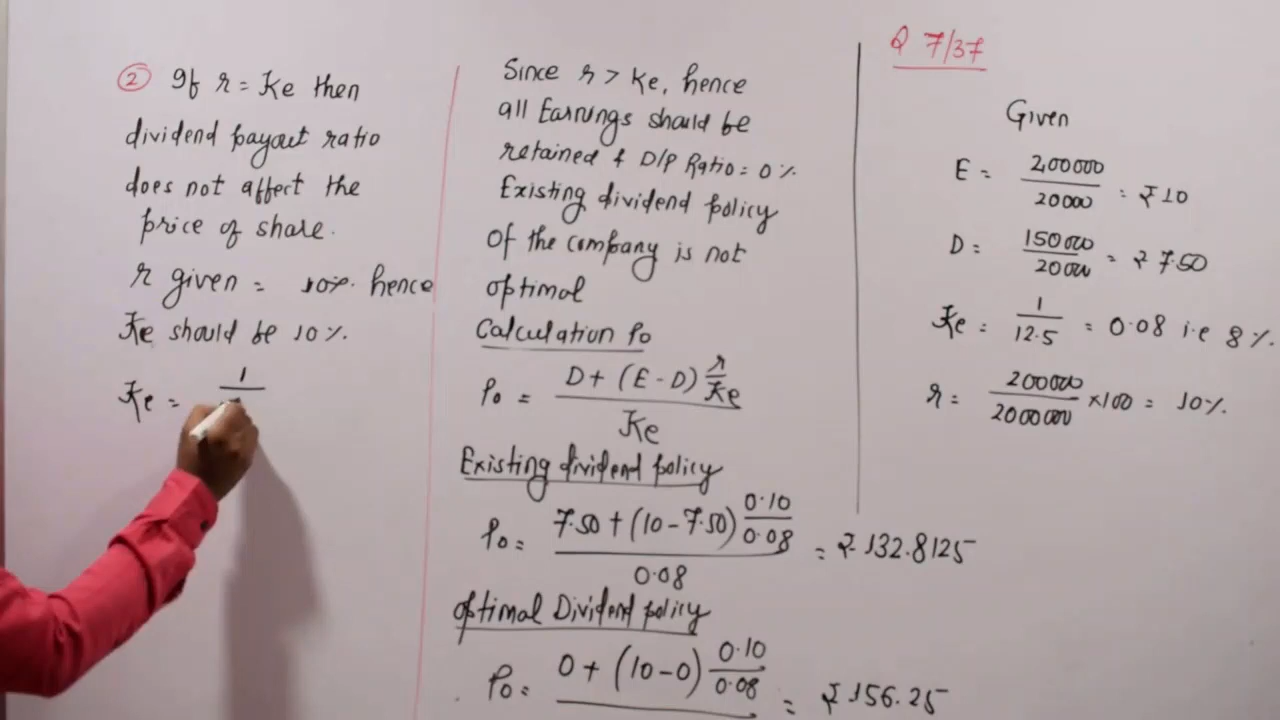 ② If r = Ke then
dividend payout ratio
does not affect the
price of share.
r given = 10%. hence
Ke should be 10%.
Ke = 1
Since r > Ke, hence
all Earnings should be
retained & D/P Ratio = 0%
Existing dividend policy
of the company is not
optimal
Calculation P0
P0 = D + (E - D) r/Ke / Ke
Existing dividend policy
P0 = 7.50 + (10 - 7.50) 0.10/0.08 / 0.08 = ₹ 132.8125
optimal Dividend policy
P0 = 0 + (10 - 0) 0.10/0.08 = ₹ 156.25
Q 7/37
Given
E = 200000/20000 = ₹ 10
D = 150000/20000 = ₹ 7.50
Ke = 1/12.5 = 0.08 i.e 8%.
r = 200000/2000000 × 100 = 10%.